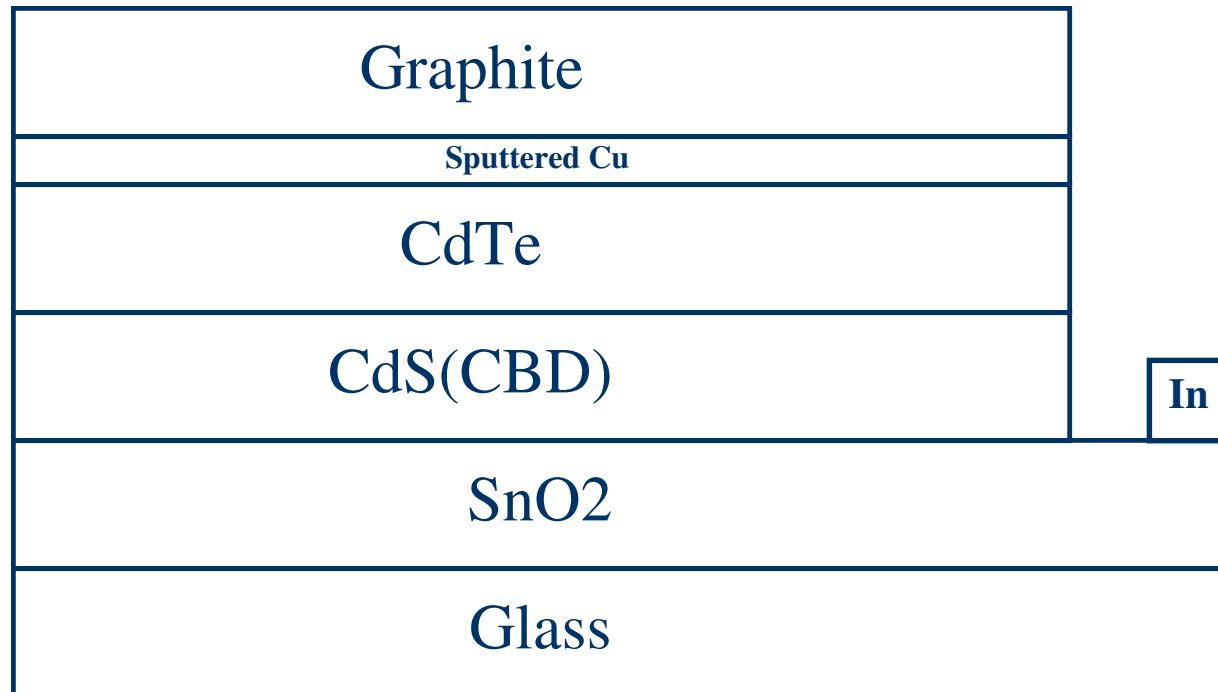 Graphite
Sputtered Cu
CdTe
CdS(CBD)
In
SnO2
Glass